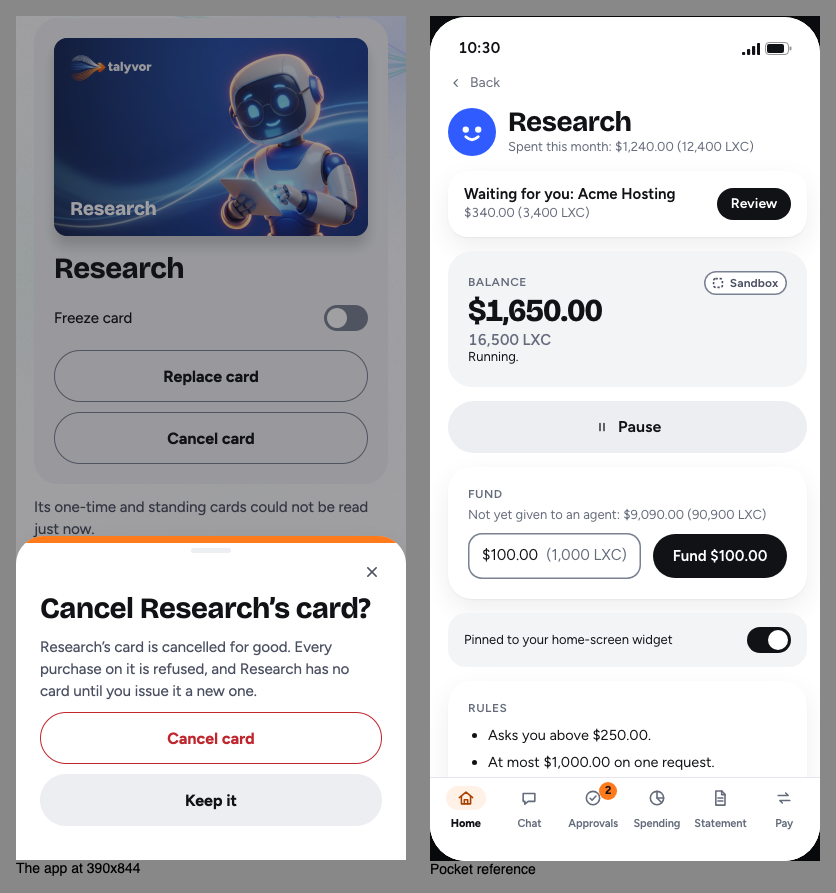 talyvor
Research
Research
Freeze card
Replace card
Cancel card
Its one-time and standing cards could not be read
just now.
Cancel Research’s card?
Research’s card is cancelled for good. Every
purchase on it is refused, and Research has no
card until you issue it a new one.
Cancel card
Keep it
The app at 390x844
10:30
Back
Research
Spent this month: $1,240.00 (12,400 LXC)
Waiting for you: Acme Hosting
$340.00 (3,400 LXC)
Review
BALANCE
Sandbox
$1,650.00
16,500 LXC
Running.
Pause
FUND
Not yet given to an agent: $9,090.00 (90,900 LXC)
$100.00 (1,000 LXC)
Fund $100.00
Pinned to your home-screen widget
RULES
• Asks you above $250.00.
• At most $1,000.00 on one request.
2
Home Chat Approvals Spending Statement Pay
Pocket reference